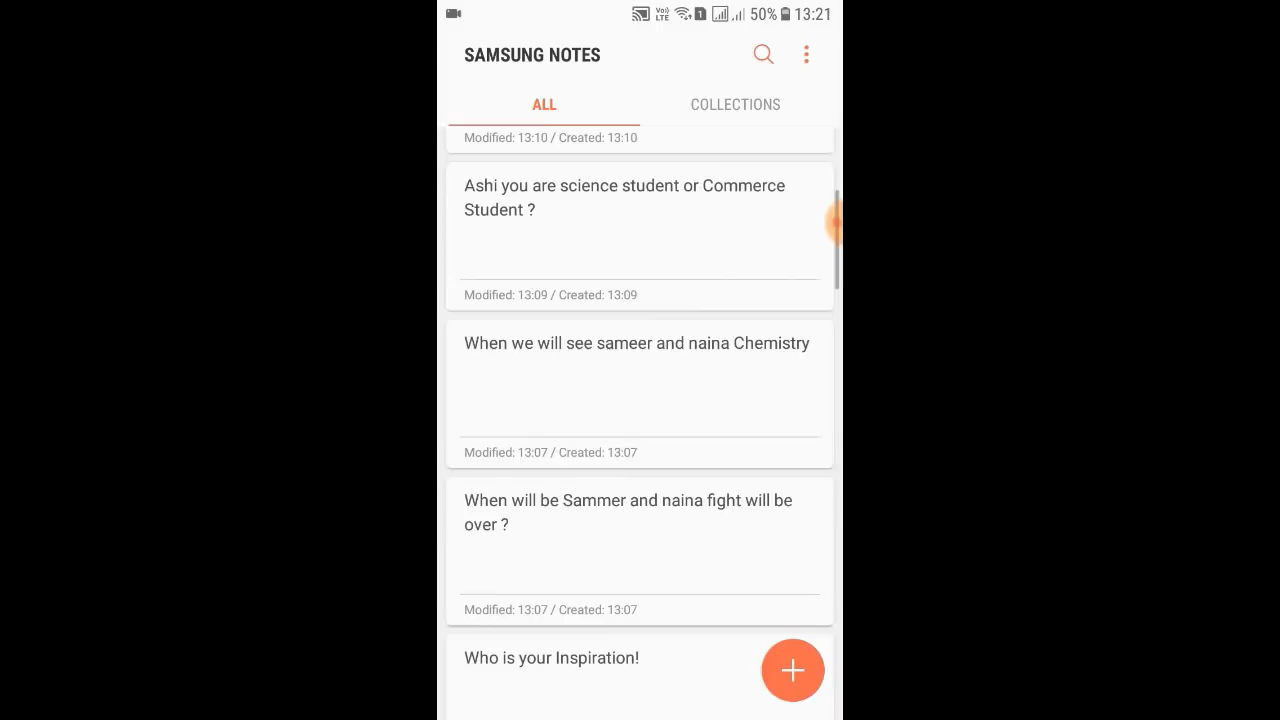 VoLTE 1 50% 13:21
SAMSUNG NOTES
ALL COLLECTIONS
Modified: 13:10 / Created: 13:10
Ashi you are science student or Commerce
Student ?
Modified: 13:09 / Created: 13:09
When we will see sameer and naina Chemistry
Modified: 13:07 / Created: 13:07
When will be Sammer and naina fight will be
over ?
Modified: 13:07 / Created: 13:07
Who is your Inspiration!